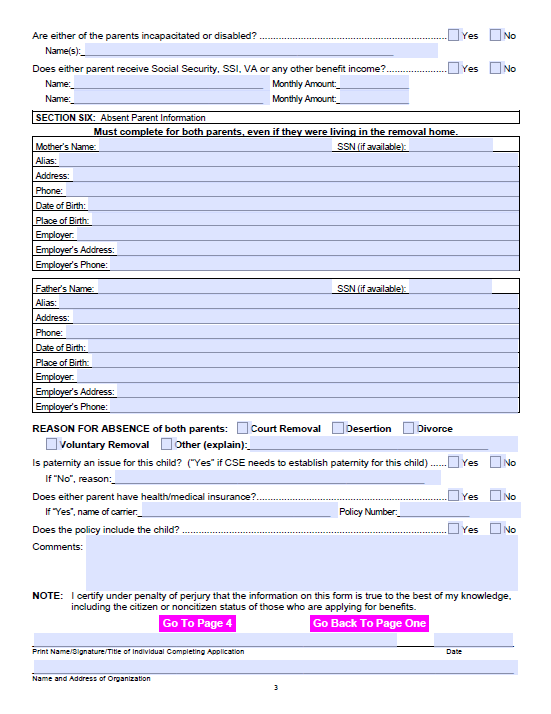 Are either of the parents incapacitated or disabled? Yes No
Name(s):
Does either parent receive Social Security, SSI, VA or any other benefit income? Yes No
Name: Monthly Amount:
Name: Monthly Amount:
SECTION SIX: Absent Parent Information
Must complete for both parents, even if they were living in the removal home.
Mother's Name: SSN (if available):
Alias:
Address:
Phone:
Date of Birth:
Place of Birth:
Employer:
Employer's Address:
Employer's Phone:
Father's Name: SSN (if available):
Alias:
Address:
Phone:
Date of Birth:
Place of Birth:
Employer:
Employer's Address:
Employer's Phone:
REASON FOR ABSENCE of both parents: Court Removal Desertion Divorce
Voluntary Removal Other (explain):
Is paternity an issue for this child? ("Yes" if CSE needs to establish paternity for this child) ..... Yes No
If "No", reason:
Does either parent have health/medical insurance? Yes No
If "Yes", name of carrier: Policy Number:
Does the policy include the child? Yes No
Comments:
NOTE: I certify under penalty of perjury that the information on this form is true to the best of my knowledge,
including the citizen or noncitizen status of those who are applying for benefits.
Go To Page 4 Go Back To Page One
Print Name/Signature/Title of Individual Completing Application Date
Name and Address of Organization
3